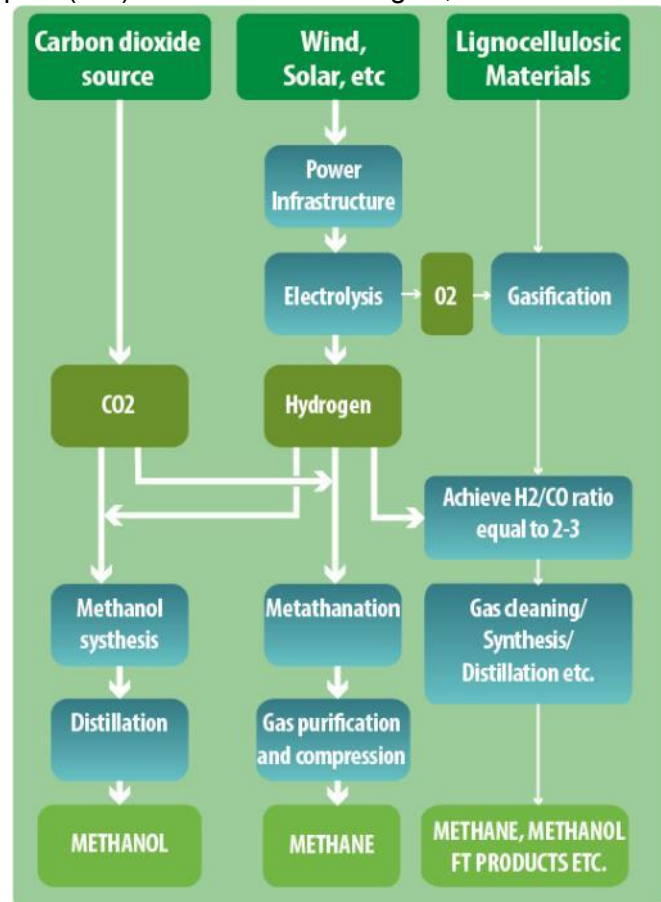 Carbon dioxide
source
Wind,
Solar, etc
Lignocellulosic
Materials
Power
Infrastructure
Electrolysis
O2
Gasification
CO2
Hydrogen
Achieve H2/CO ratio
equal to 2-3
Methanol
systhesis
Metathanation
Gas cleaning/
Synthesis/
Distillation etc.
Distillation
Gas purification
and compression
METHANOL
METHANE
METHANE, METHANOL
FT PRODUCTS ETC.